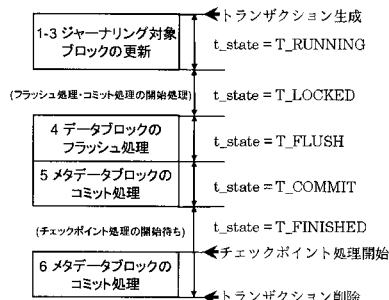 トランザクション生成
1-3 ジャーナリング対象
ブロックの更新
t_state = T_RUNNING
(フラッシュ処理・コミット処理の開始処理)
t_state = T_LOCKED
4 データブロックの
フラッシュ処理
t_state = T_FLUSH
5 メタデータブロックの
コミット処理
t_state = T_COMMIT
t_state = T_FINISHED
(チェックポイント処理の開始待ち)
チェックポイント処理開始
6 メタデータブロックの
コミット処理
トランザクション削除